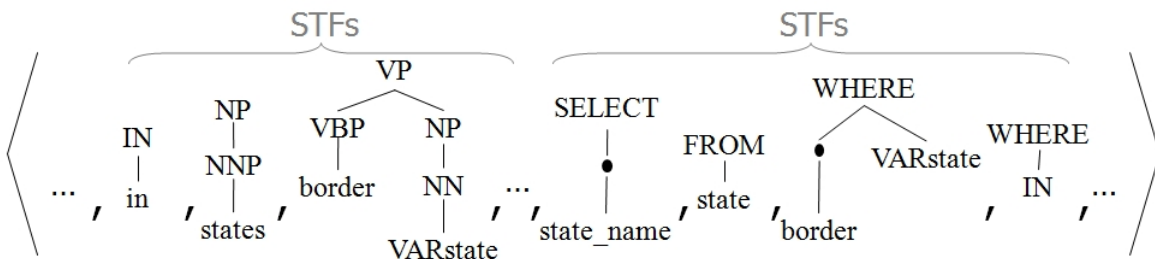 STFs STFs
VP
SELECT WHERE
NP
IN VBP NP FROM VARstate WHERE
NNP
... , in , border NN ... , state , IN , ...
states , VARstate , state_name , border